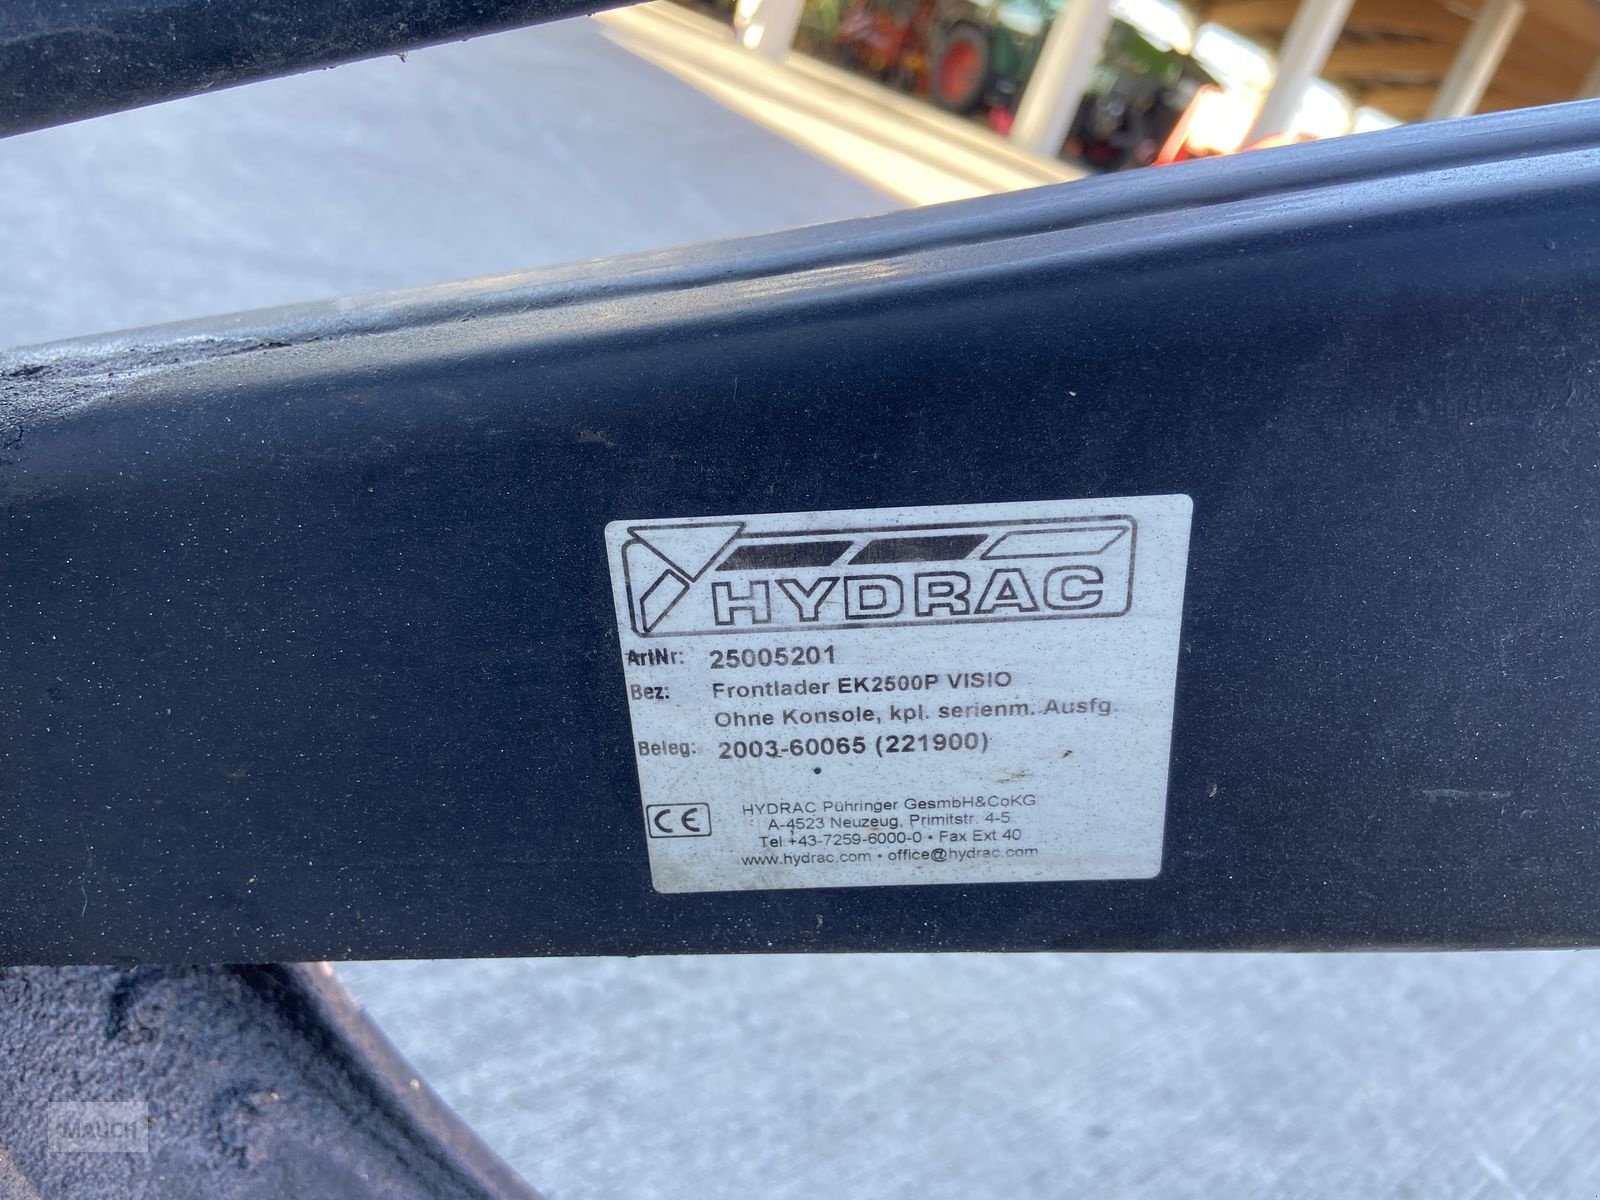 HYDRAC
ArtNr: 25005201
Bez: Frontlader EK2500P VISIO
Ohne Konsole, kpl. serienm. Ausfg.
Beleg: 2003-60065 (221900)
CE
HYDRAC Pühringer GesmbH&CoKG
A-4523 Neuzeug, Primitstr. 4-5
Tel +43-7259-6000-0 • Fax Ext 40
www.hydrac.com • office@hydrac.com
MAUCH